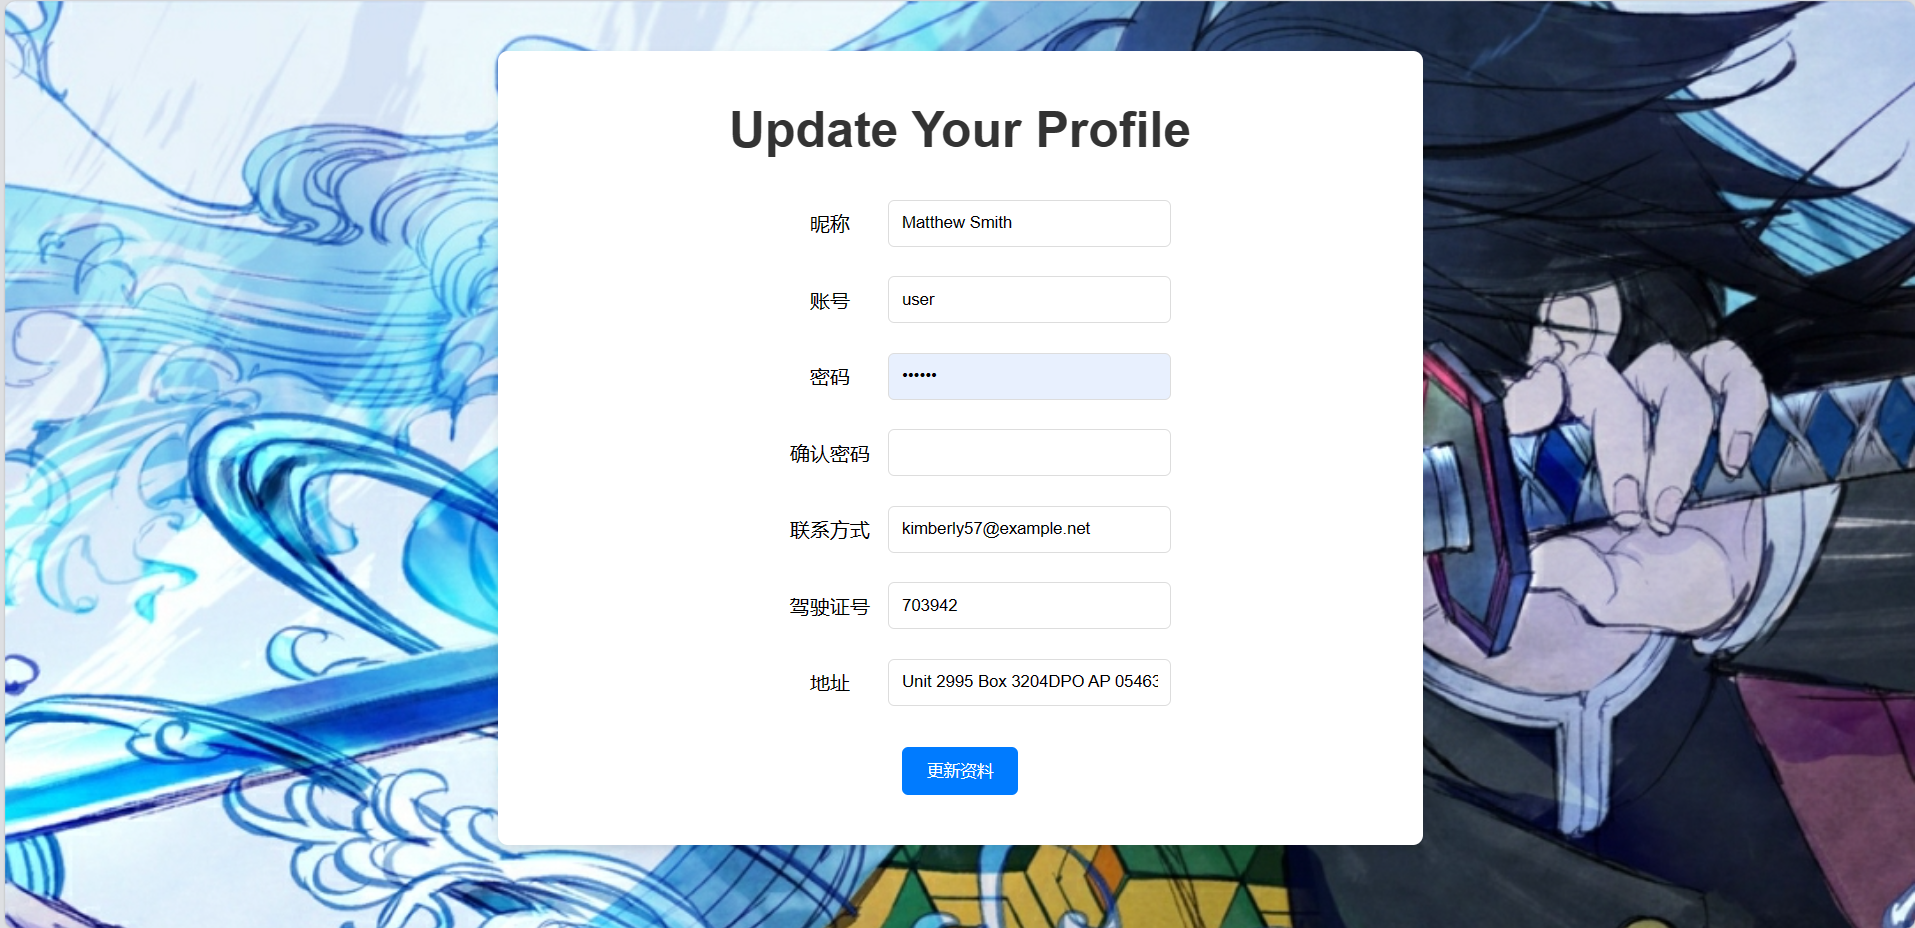 Update Your Profile
昵称 Matthew Smith
账号 user
密码 ••••••
确认密码
联系方式 kimberly57@example.net
驾驶证号 703942
地址 Unit 2995 Box 3204DPO AP 05463
更新资料